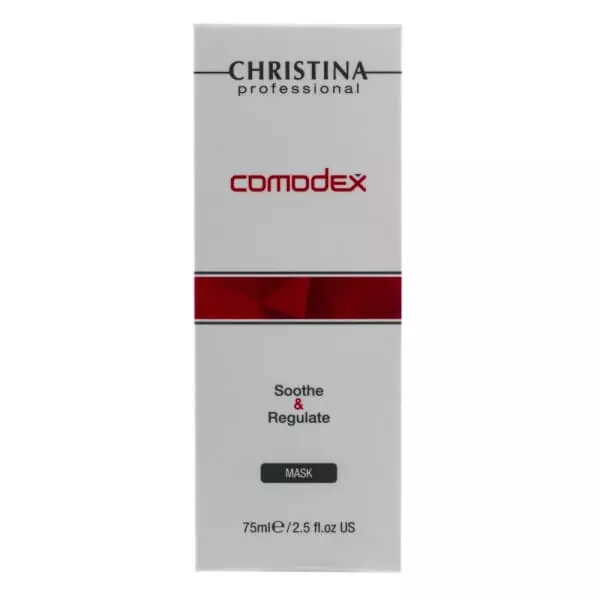 CHRISTINA
professional
comodex
Soothe
&
Regulate
MASK
75ml℮/2.5 fl.oz US